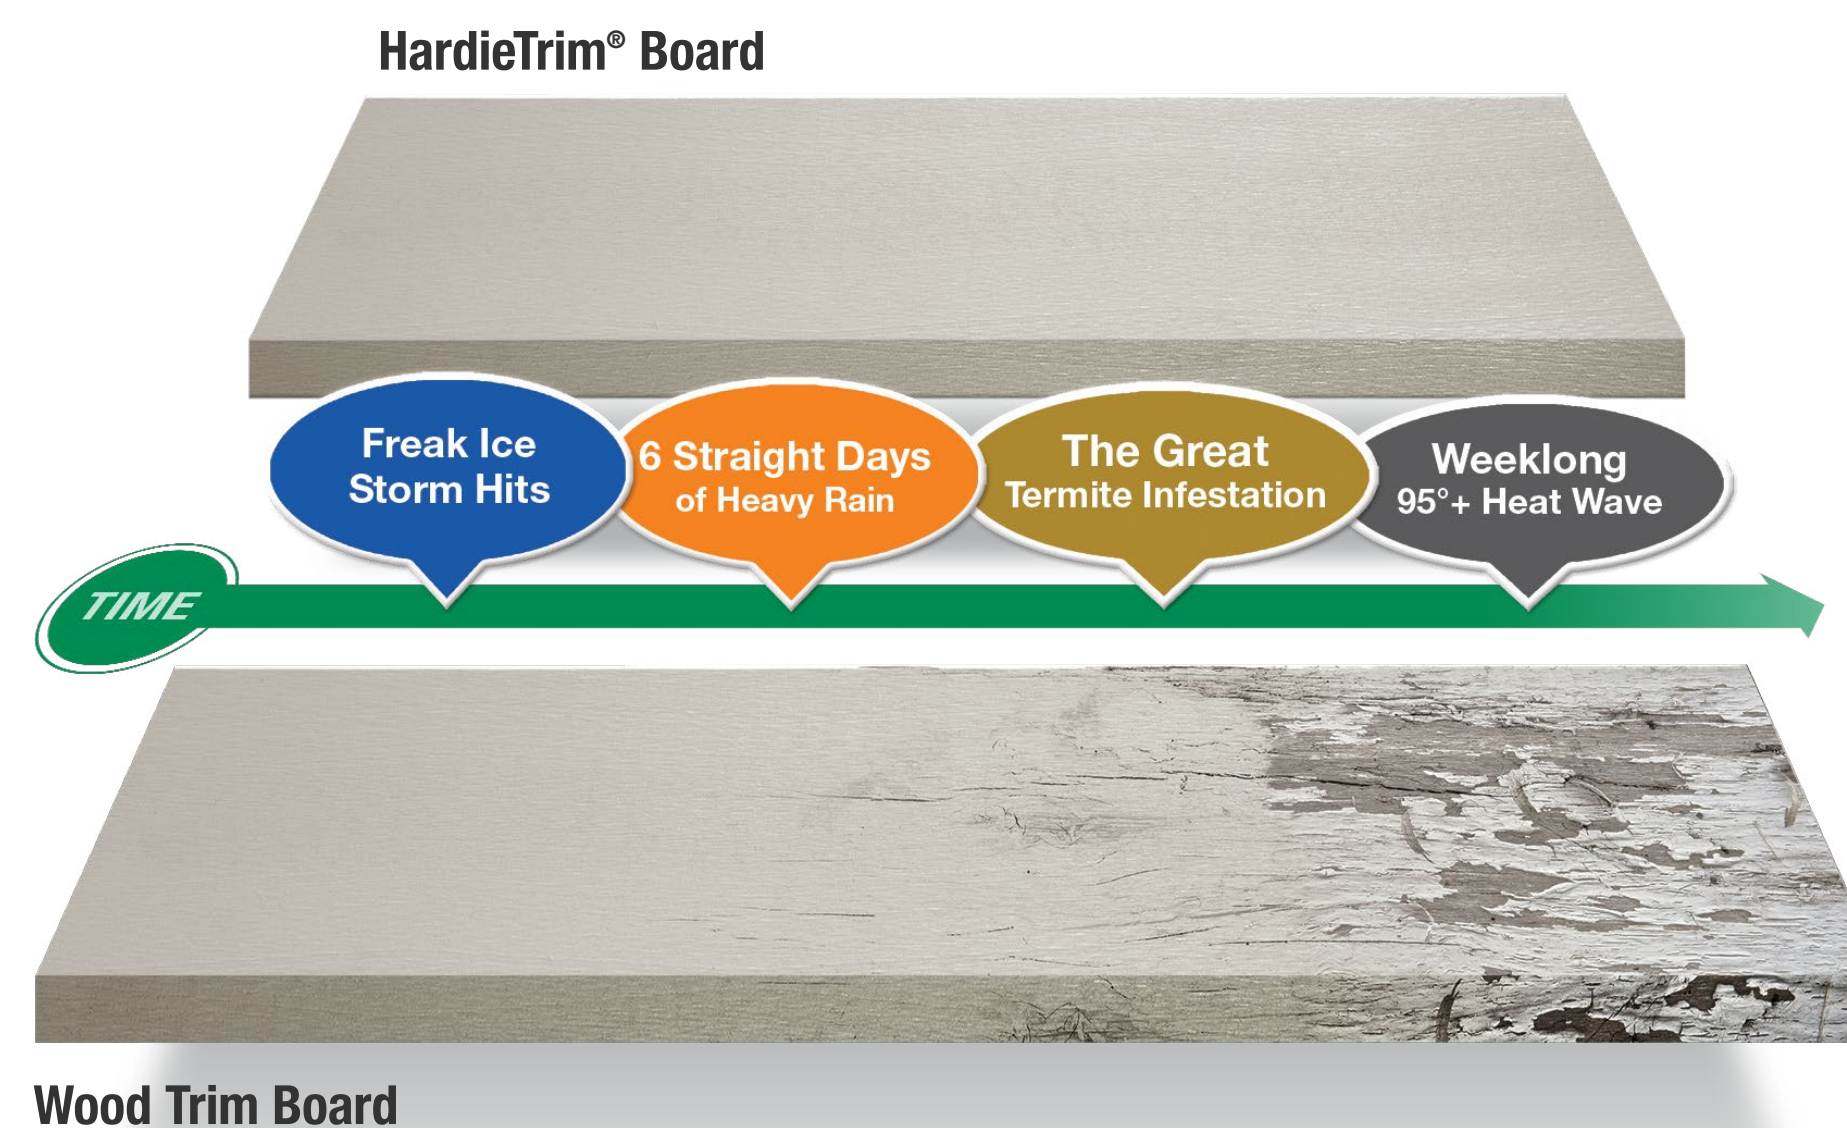 HardieTrim® Board
Freak Ice
Storm Hits
6 Straight Days
of Heavy Rain
The Great
Termite Infestation
Weeklong
95°+ Heat Wave
TIME
Wood Trim Board